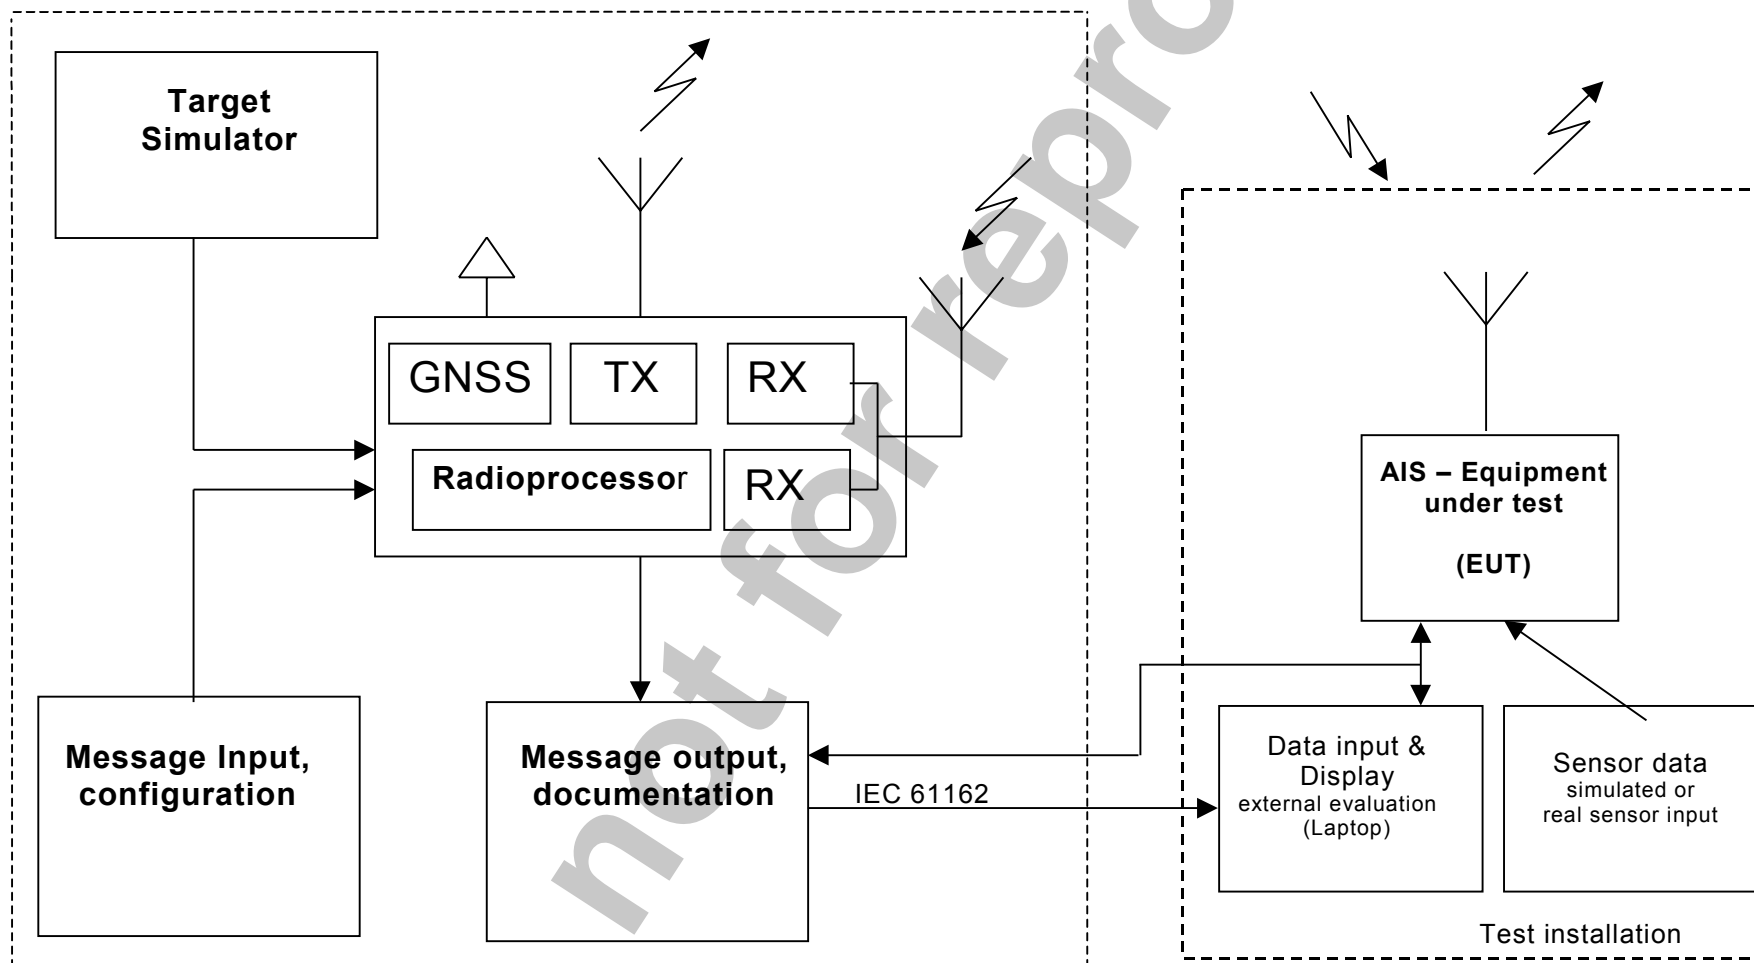 Target
Simulator
GNSS
TX
RX
Radioprocessor
RX
Message Input,
configuration
Message output,
documentation
IEC 61162
AIS – Equipment
under test
(EUT)
Data input &
Display
external evaluation
(Laptop)
Sensor data
simulated or
real sensor input
Test installation
not for repro